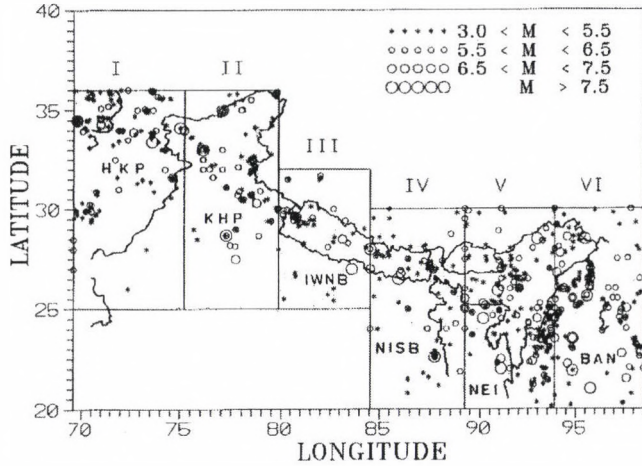 40
35
30
25
20
LATITUDE
I
II
III
IV
V
VI
****** 3.0 < M < 5.5
○○○○○○ 5.5 < M < 6.5
○○○○○ 6.5 < M < 7.5
○○○○○ M > 7.5
HKP
KHP
IWNB
NISB
NEI
BAN
70
75
80
85
90
95
LONGITUDE